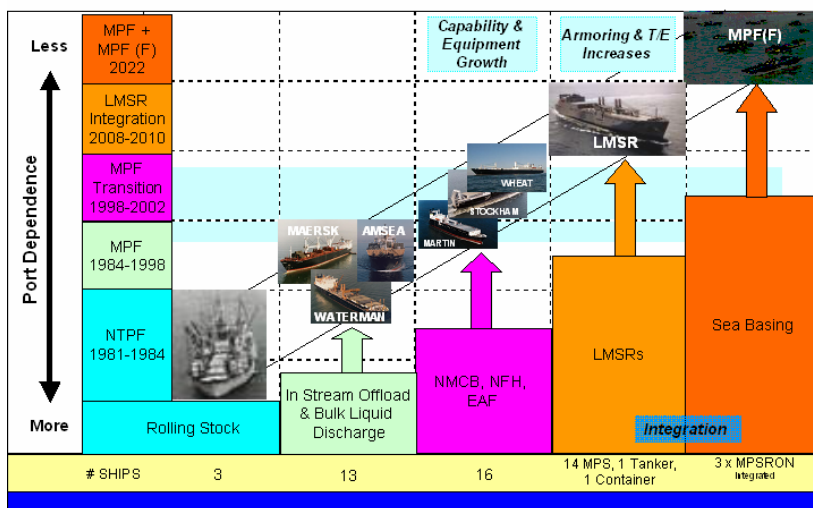 Capability &
Equipment
Growth
Armoring & T/E
Increases
Less
MPF +
MPF (F)
2022
MPF(F)
LMSR
Integration
2008-2010
LMSR
MPF
Transition
1998-2002
WHEAT
STOCKHAM
MARTIN
Port Dependence
MPF
1984-1998
MAERSK
AMSEA
WATERMAN
NTPF
1981-1984
Sea Basing
LMSRs
NMCB, NFH,
EAF
In Stream Offload
& Bulk Liquid
Discharge
Rolling Stock
More
Integration
# SHIPS
3
13
16
14 MPS, 1 Tanker,
1 Container
3 x MPSRON
Integrated